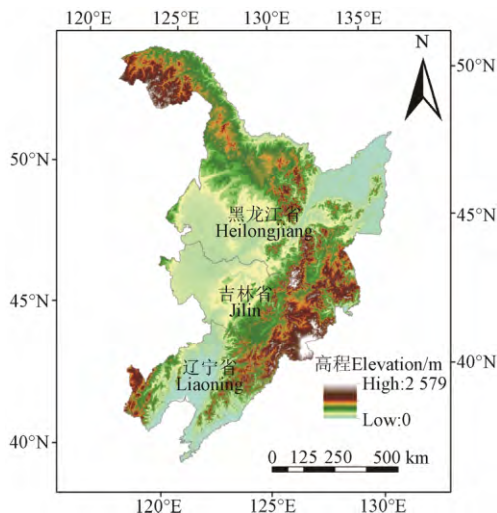 120°E 125°E 130°E 135°E
N
50°N
50°N
黑龙江省
Heilongjiang
45°N
吉林省
Jilin
45°N
辽宁省
Liaoning
高程Elevation/m
High:2 579
Low:0
40°N
40°N
0 125 250 500 km
120°E 125°E 130°E